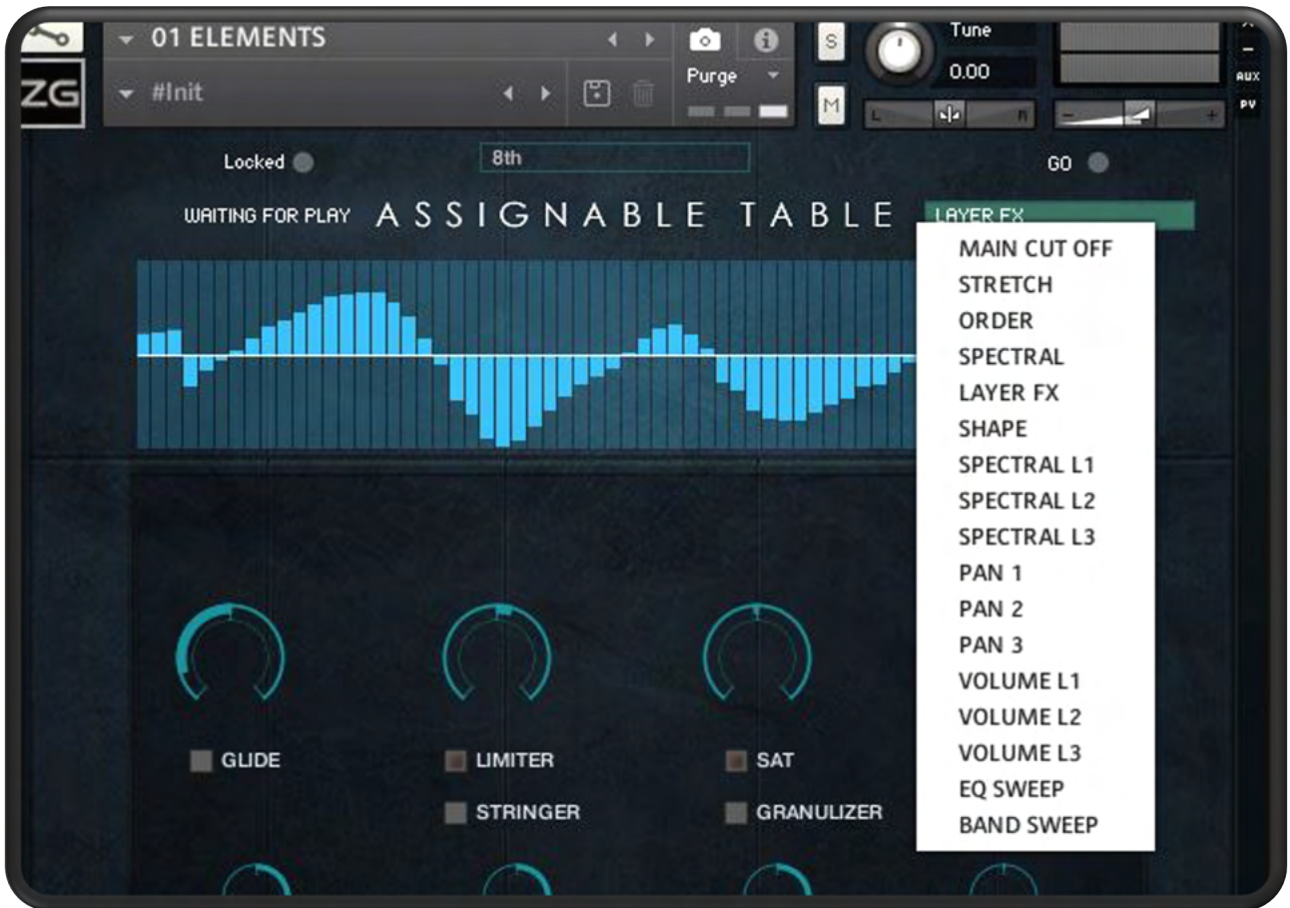 01 ELEMENTS
ZG
#Init
Purge
S
M
Tune
0.00
L
R
-
+
AUX
PV
Locked
8th
GO
WAITING FOR PLAY
ASSIGNABLE TABLE
LAYER FX
MAIN CUT OFF
STRETCH
ORDER
SPECTRAL
LAYER FX
SHAPE
SPECTRAL L1
SPECTRAL L2
SPECTRAL L3
PAN 1
PAN 2
PAN 3
VOLUME L1
VOLUME L2
VOLUME L3
EQ SWEEP
BAND SWEEP
GLIDE
LIMITER
SAT
STRINGER
GRANULIZER